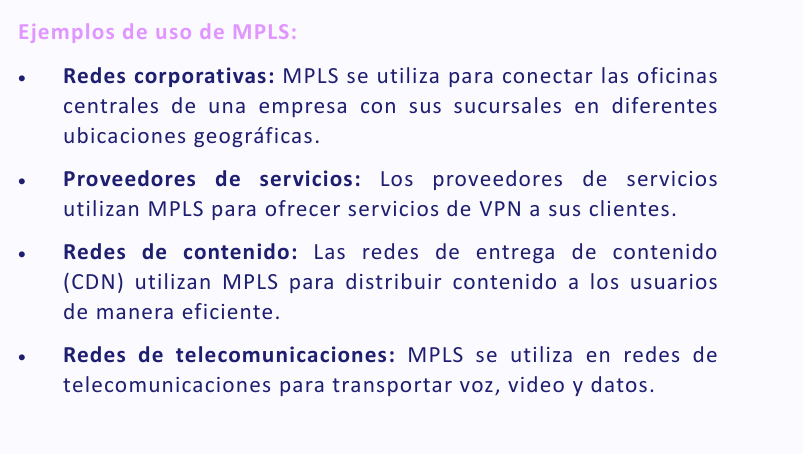 Ejemplos de uso de MPLS:
• Redes corporativas: MPLS se utiliza para conectar las oficinas
centrales de una empresa con sus sucursales en diferentes
ubicaciones geográficas.
• Proveedores de servicios: Los proveedores de servicios
utilizan MPLS para ofrecer servicios de VPN a sus clientes.
• Redes de contenido: Las redes de entrega de contenido
(CDN) utilizan MPLS para distribuir contenido a los usuarios
de manera eficiente.
• Redes de telecomunicaciones: MPLS se utiliza en redes de
telecomunicaciones para transportar voz, video y datos.